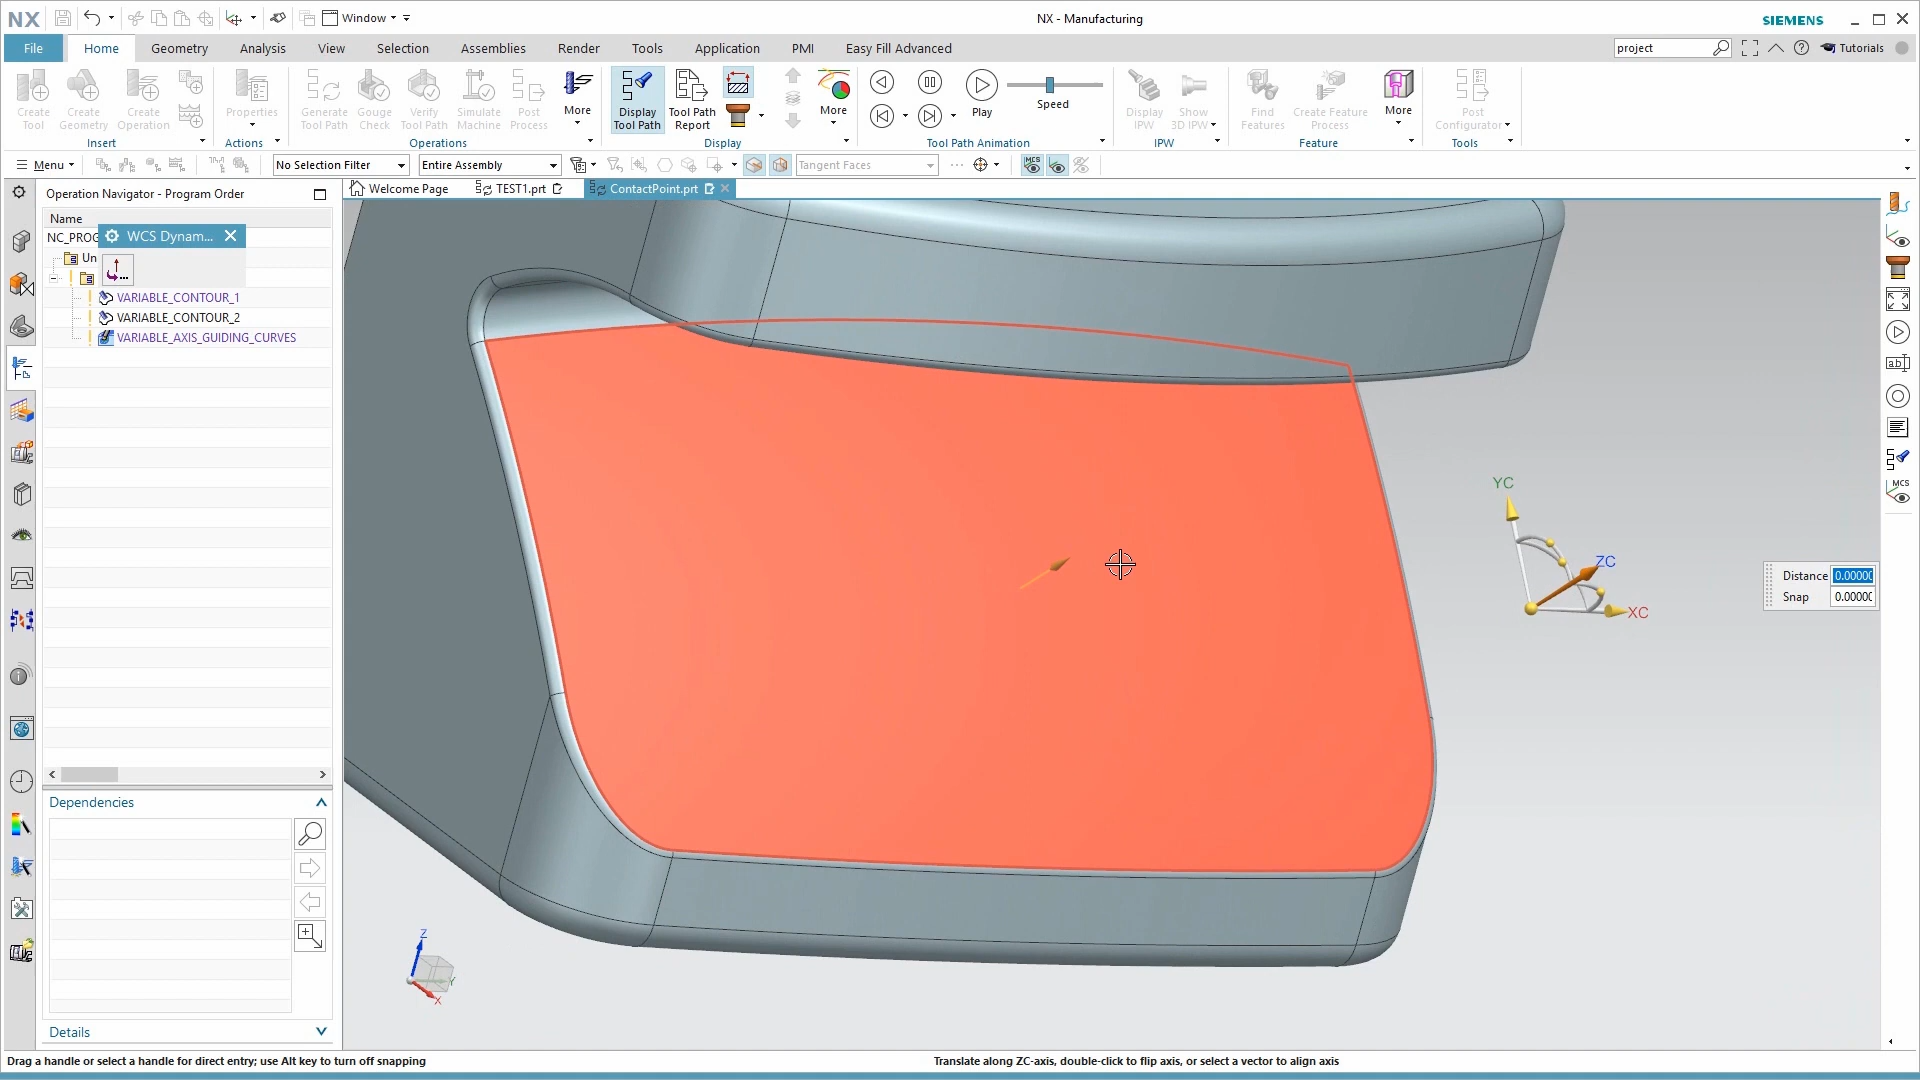 NX
Window
NX - Manufacturing
SIEMENS
File
Home
Geometry
Analysis
View
Selection
Assemblies
Render
Tools
Application
PMI
Easy Fill Advanced
project
Tutorials
Create Tool
Create Geometry
Create Operation
Properties
Generate Tool Path
Gouge Check
Verify Tool Path
Simulate Machine
Post Process
More
Display Tool Path
Tool Path Report
More
Play
Speed
Display IPW
Show 3D IPW
Find Features
Create Feature Process
More
Post Configurator
Insert
Actions
Operations
Display
Tool Path Animation
IPW
Feature
Tools
Menu
No Selection Filter
Entire Assembly
Tangent Faces
MCS
Operation Navigator - Program Order
Welcome Page
TEST1.prt
ContactPoint.prt
Name
NC_PROG
WCS Dynam...
Un
VARIABLE_CONTOUR_1
VARIABLE_CONTOUR_2
VARIABLE_AXIS_GUIDING_CURVES
YC
ZC
XC
Distance 0.0000
Snap 0.0000
MCS
Dependencies
Details
Z
Y
X
Drag a handle or select a handle for direct entry; use Alt key to turn off snapping
Translate along ZC-axis, double-click to flip axis, or select a vector to align axis